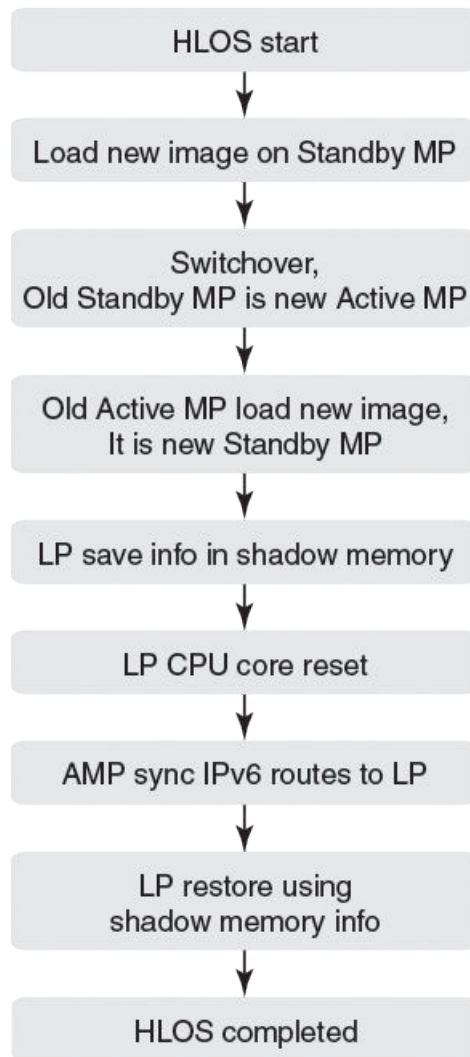 HLOS start
Load new image on Standby MP
Switchover,
Old Standby MP is new Active MP
Old Active MP load new image,
It is new Standby MP
LP save info in shadow memory
LP CPU core reset
AMP sync IPv6 routes to LP
LP restore using
shadow memory info
HLOS completed